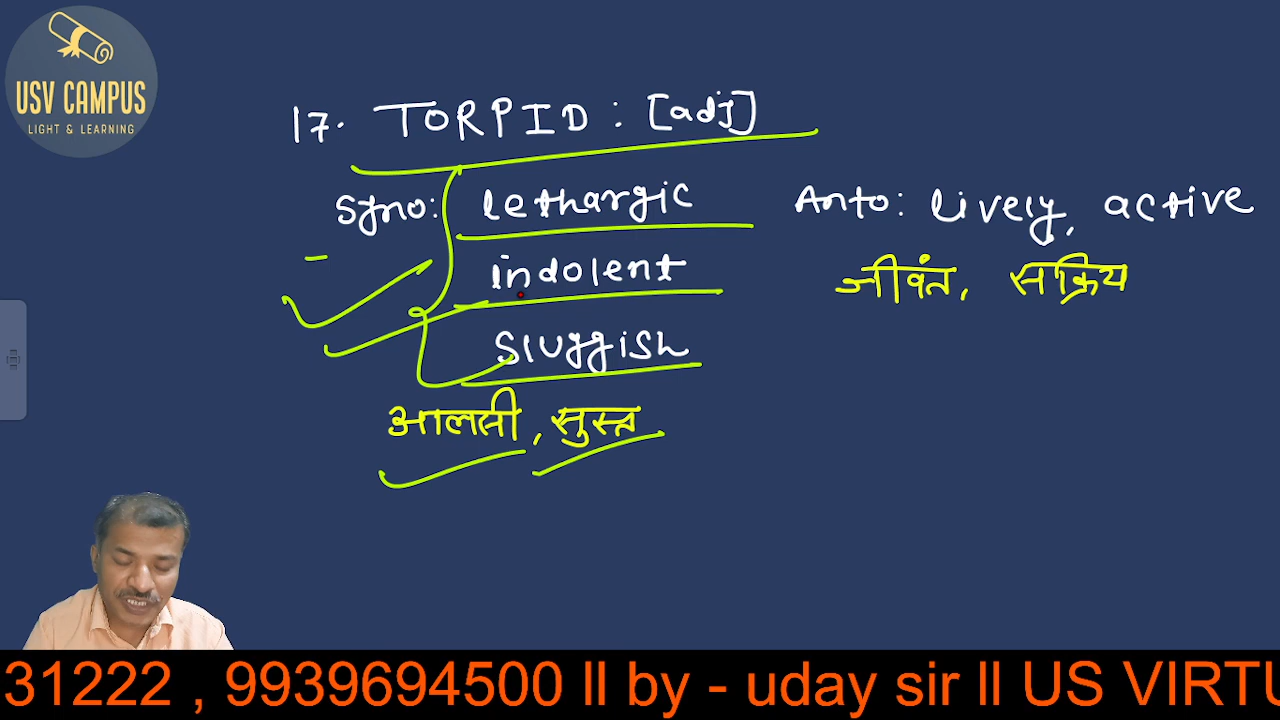 USV CAMPUS
LIGHT & LEARNING
17. TORPID : [adj]
Syno: lethargic Anto: lively, active
indolent जीवंत, सक्रिय
Sluggish
आलसी, सुस्त
31222 , 9939694500 ll by - uday sir ll US VIRTU